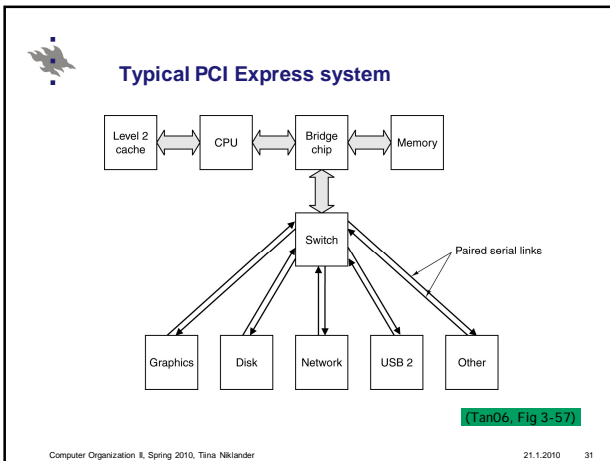 Typical PCI Express system
Level 2
cache
CPU
Bridge
chip
Memory
Switch
Paired serial links
Graphics
Disk
Network
USB 2
Other
(Tan06, Fig 3-57)
Computer Organization II, Spring 2010, Tiina Niklander
21.1.2010
31